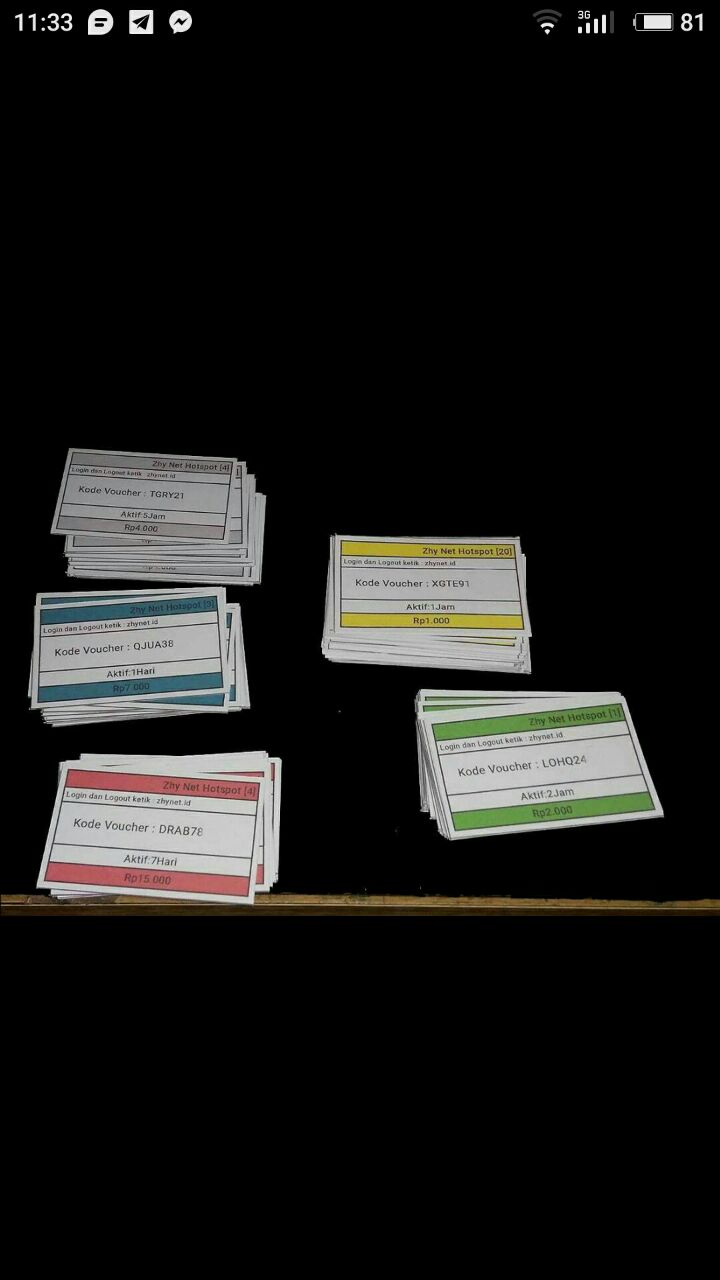 11:33
3G
81
Zhy Net Hotspot [4]
Login dan Logout ketik : zhynet.id
Kode Voucher : TGRY21
Aktif:5Jam
Rp4.000
Zhy Net Hotspot [3]
Login dan Logout ketik : zhynet.id
Kode Voucher : QJUA38
Aktif:1Hari
Rp7.000
Zhy Net Hotspot [4]
Login dan Logout ketik : zhynet.id
Kode Voucher : DRAB78
Aktif:7Hari
Rp15.000
Zhy Net Hotspot [20]
Login dan Logout ketik : zhynet.id
Kode Voucher : XGTE91
Aktif:1Jam
Rp1.000
Zhy Net Hotspot [1]
Login dan Logout ketik : zhynet.id
Kode Voucher : LOHQ24
Aktif:2Jam
Rp2.000